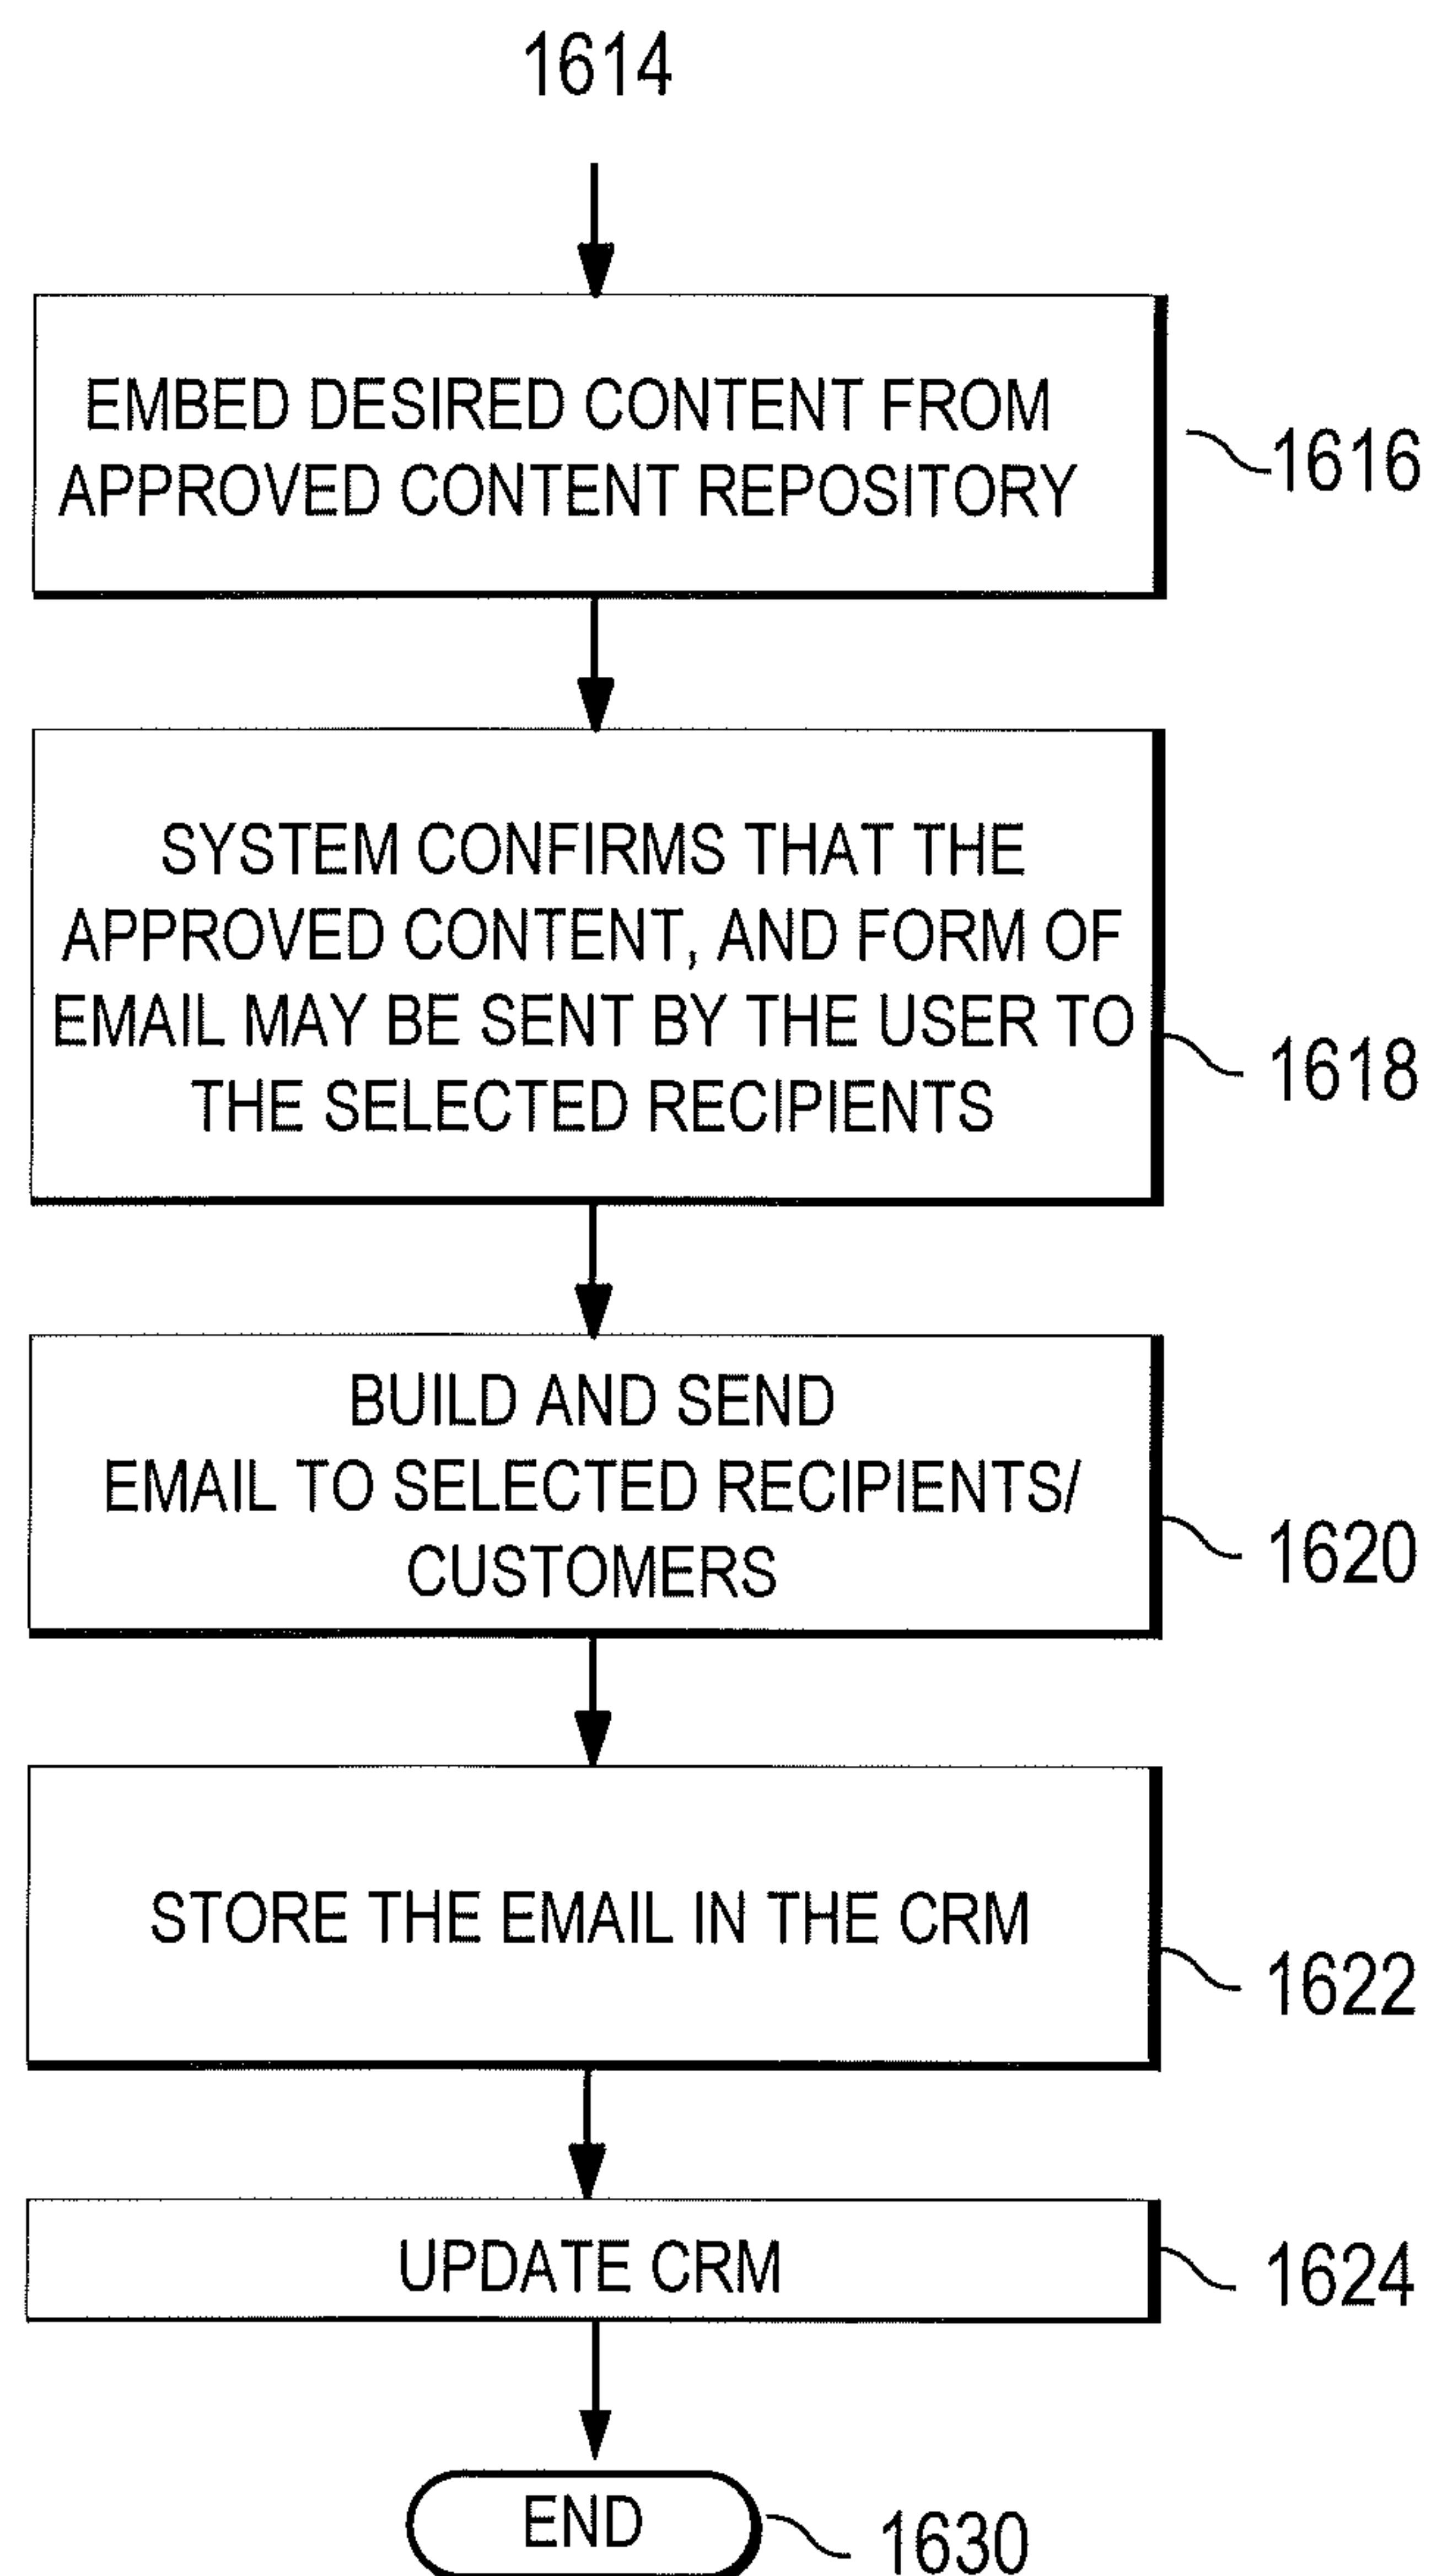 1614
EMBED DESIRED CONTENT FROM
APPROVED CONTENT REPOSITORY
1616
SYSTEM CONFIRMS THAT THE
APPROVED CONTENT, AND FORM OF
EMAIL MAY BE SENT BY THE USER TO
THE SELECTED RECIPIENTS
1618
BUILD AND SEND
EMAIL TO SELECTED RECIPIENTS/
CUSTOMERS
1620
STORE THE EMAIL IN THE CRM
1622
UPDATE CRM
1624
END
1630